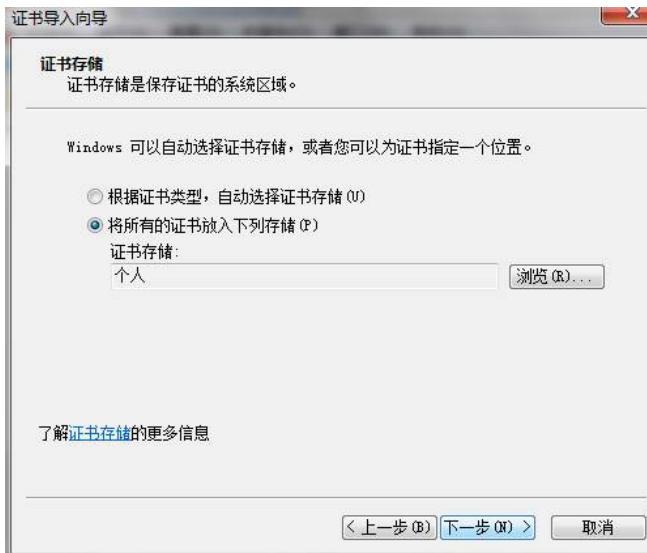 证书导入向导
证书存储
证书存储是保存证书的系统区域。
Windows 可以自动选择证书存储，或者您可以为证书指定一个位置。
根据证书类型，自动选择证书存储(U)
将所有的证书放入下列存储(P)
证书存储:
个人 浏览(R)...
了解证书存储的更多信息
< 上一步(B) 下一步(N) > 取消